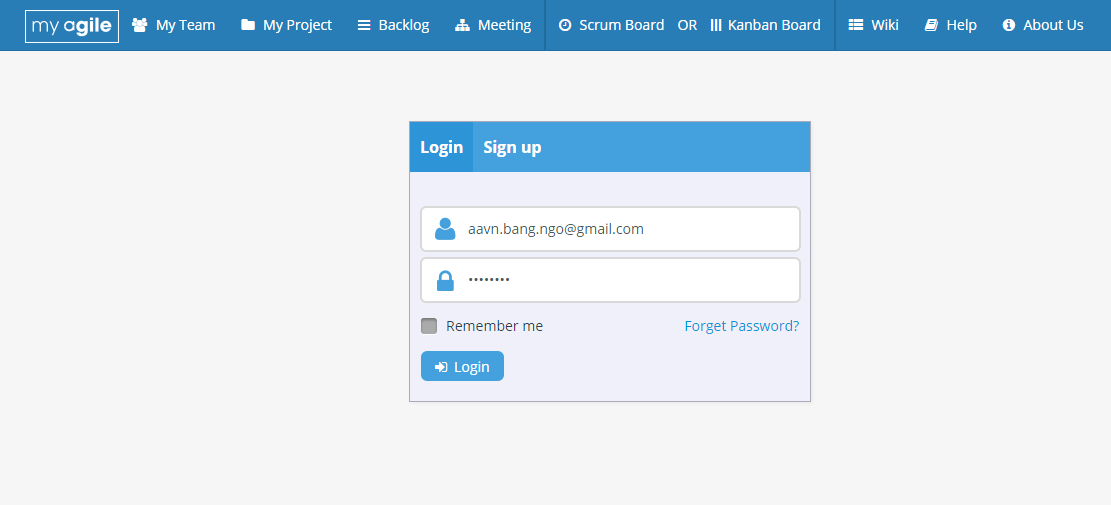 my agile My Team My Project Backlog Meeting Scrum Board OR Kanban Board Wiki Help About Us
Login Sign up
aavn.bang.ngo@gmail.com
••••••••
Remember me Forget Password?
Login